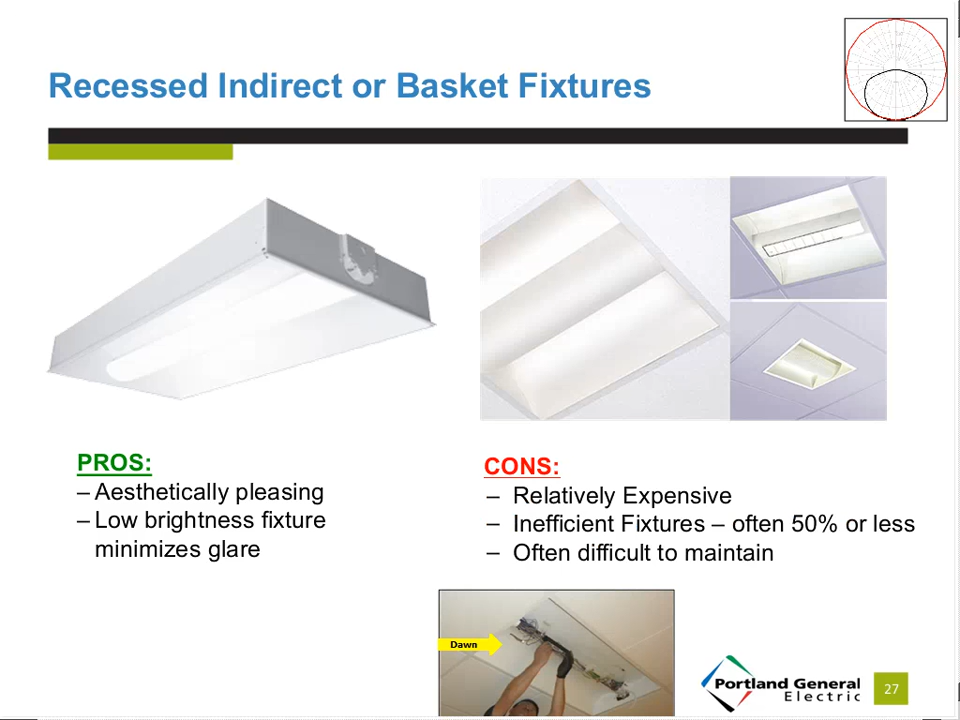 Recessed Indirect or Basket Fixtures
PROS:
– Aesthetically pleasing
– Low brightness fixture
minimizes glare
CONS:
– Relatively Expensive
– Inefficient Fixtures – often 50% or less
– Often difficult to maintain
Dawn
Portland General
Electric
27